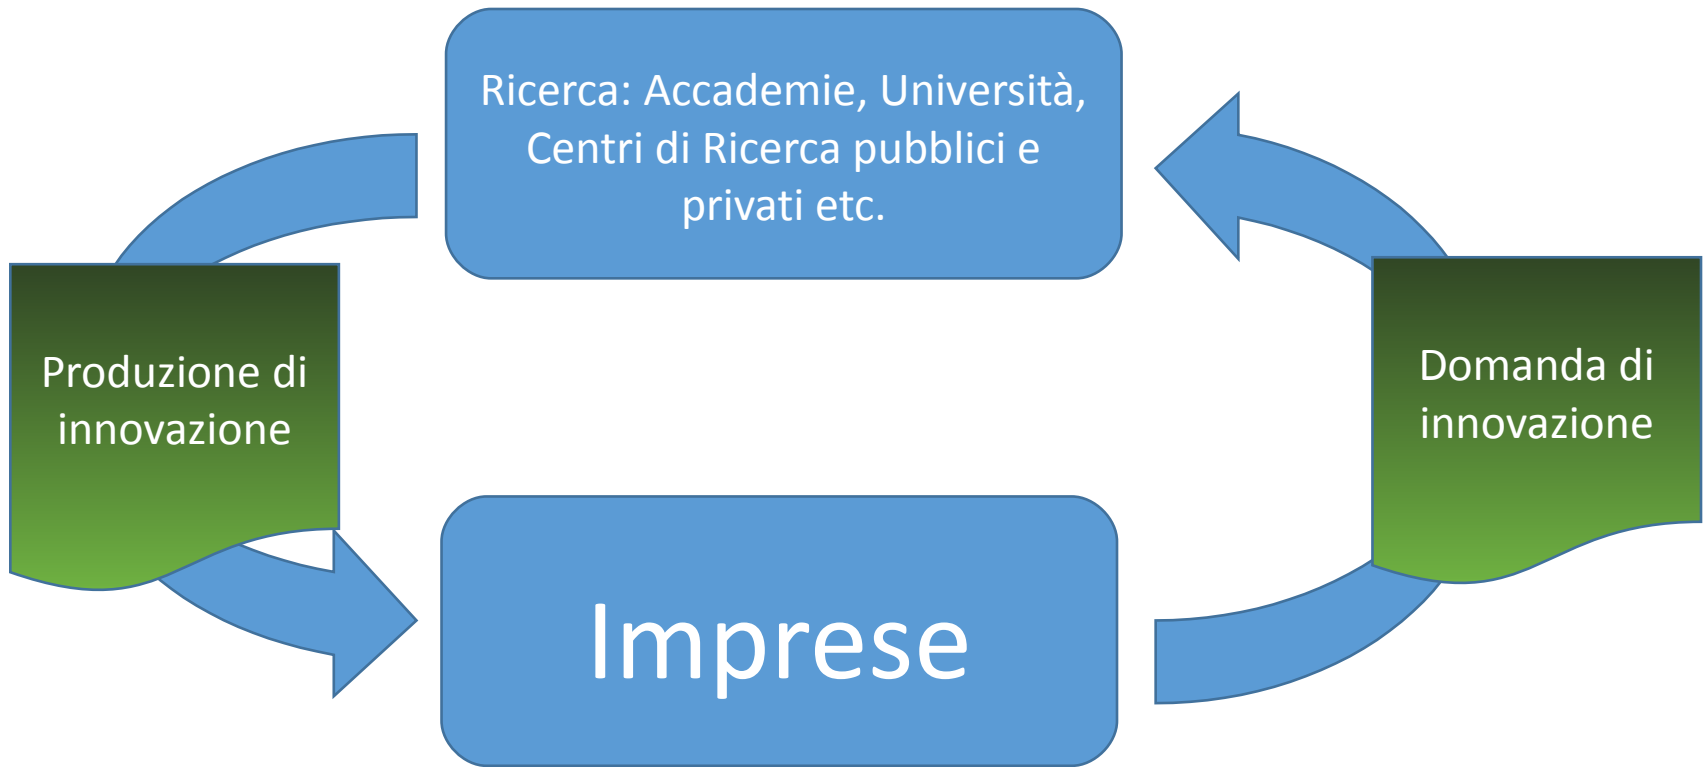 Ricerca: Accademie, Università,
Centri di Ricerca pubblici e
privati etc.
Produzione di
innovazione
Domanda di
innovazione
Imprese